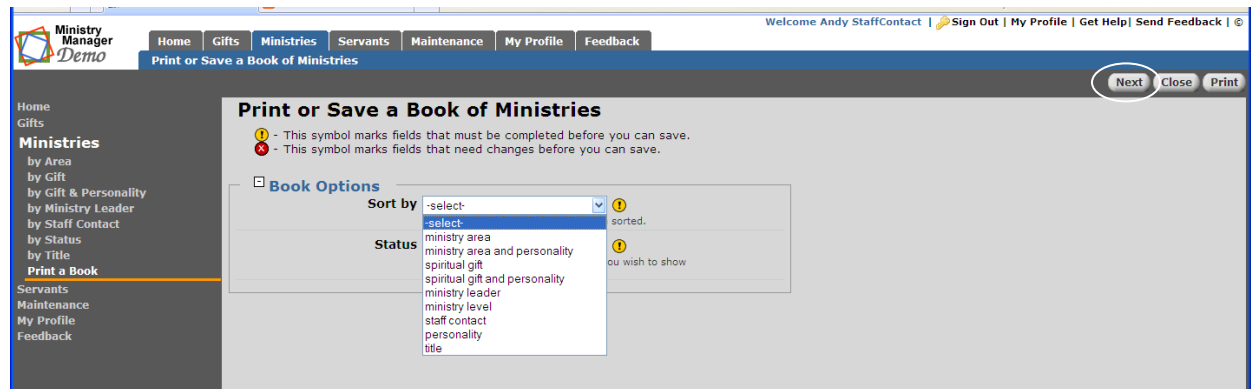 Welcome Andy StaffContact | Sign Out | My Profile | Get Help| Send Feedback | ©
Ministry
Manager
Demo
Home Gifts Ministries Servants Maintenance My Profile Feedback
Print or Save a Book of Ministries
Next Close Print
Home
Gifts
Ministries
by Area
by Gift
by Gift & Personality
by Ministry Leader
by Staff Contact
by Status
by Title
Print a Book
Servants
Maintenance
My Profile
Feedback
Print or Save a Book of Ministries
! - This symbol marks fields that must be completed before you can save.
x - This symbol marks fields that need changes before you can save.
Book Options
Sort by -select- !
-select- sorted.
ministry area
Status ministry area and personality !
spiritual gift ou wish to show
spiritual gift and personality
ministry leader
ministry level
staff contact
personality
title